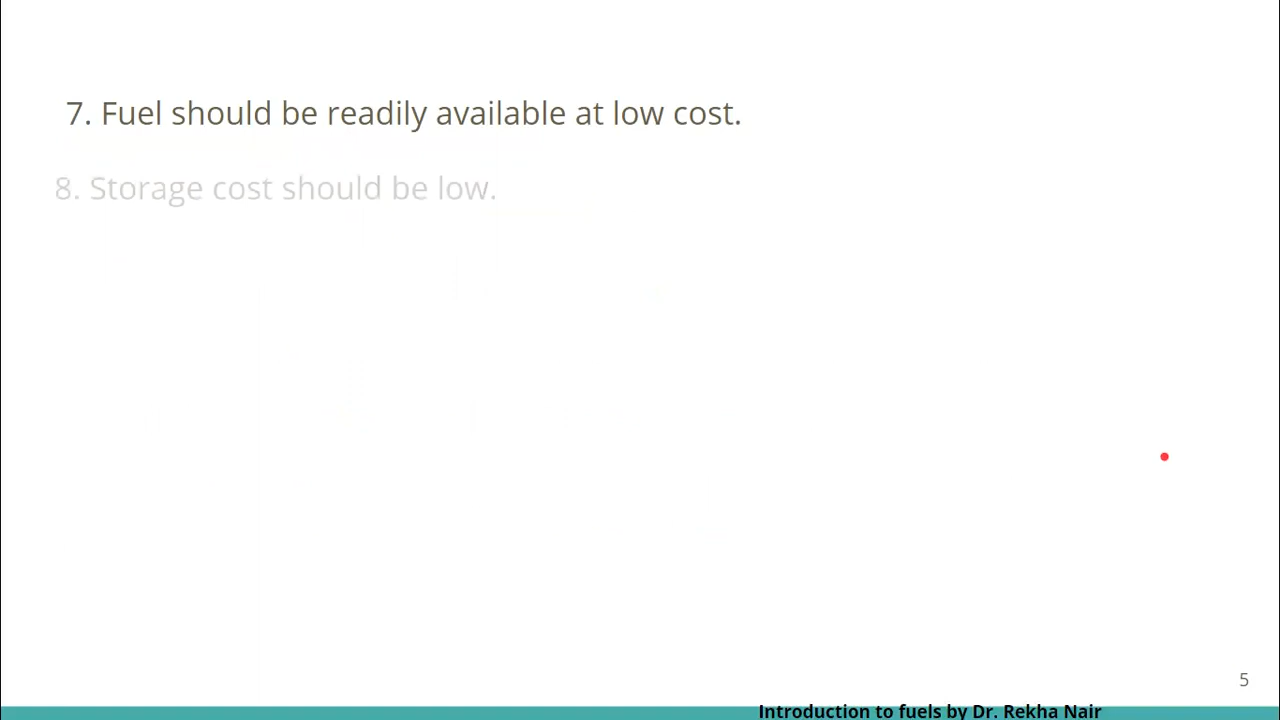 7. Fuel should be readily available at low cost.
8. Storage cost should be low.
5
Introduction to fuels by Dr. Rekha Nair